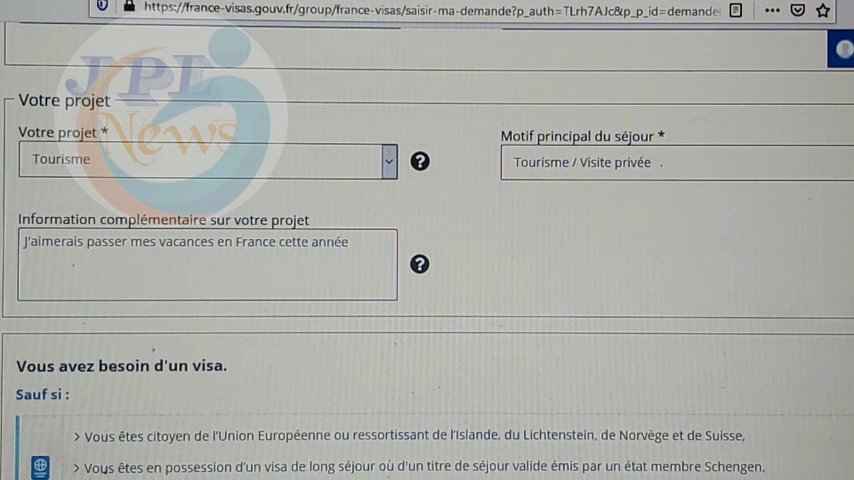 https://france-visas.gouv.fr/group/france-visas/saisir-ma-demande?p_auth=TLrh7AJc&p_p_id=demande
JPL
News
Votre projet
Votre projet *
Motif principal du séjour *
Tourisme
Tourisme / Visite privée
Information complémentaire sur votre projet
J'aimerais passer mes vacances en France cette année
Vous avez besoin d'un visa.
Sauf si :
> Vous êtes citoyen de l'Union Européenne ou ressortissant de l'Islande, du Lichtenstein, de Norvège et de Suisse,
> Vous êtes en possession d'un visa de long séjour où d'un titre de séjour valide émis par un état membre Schengen,